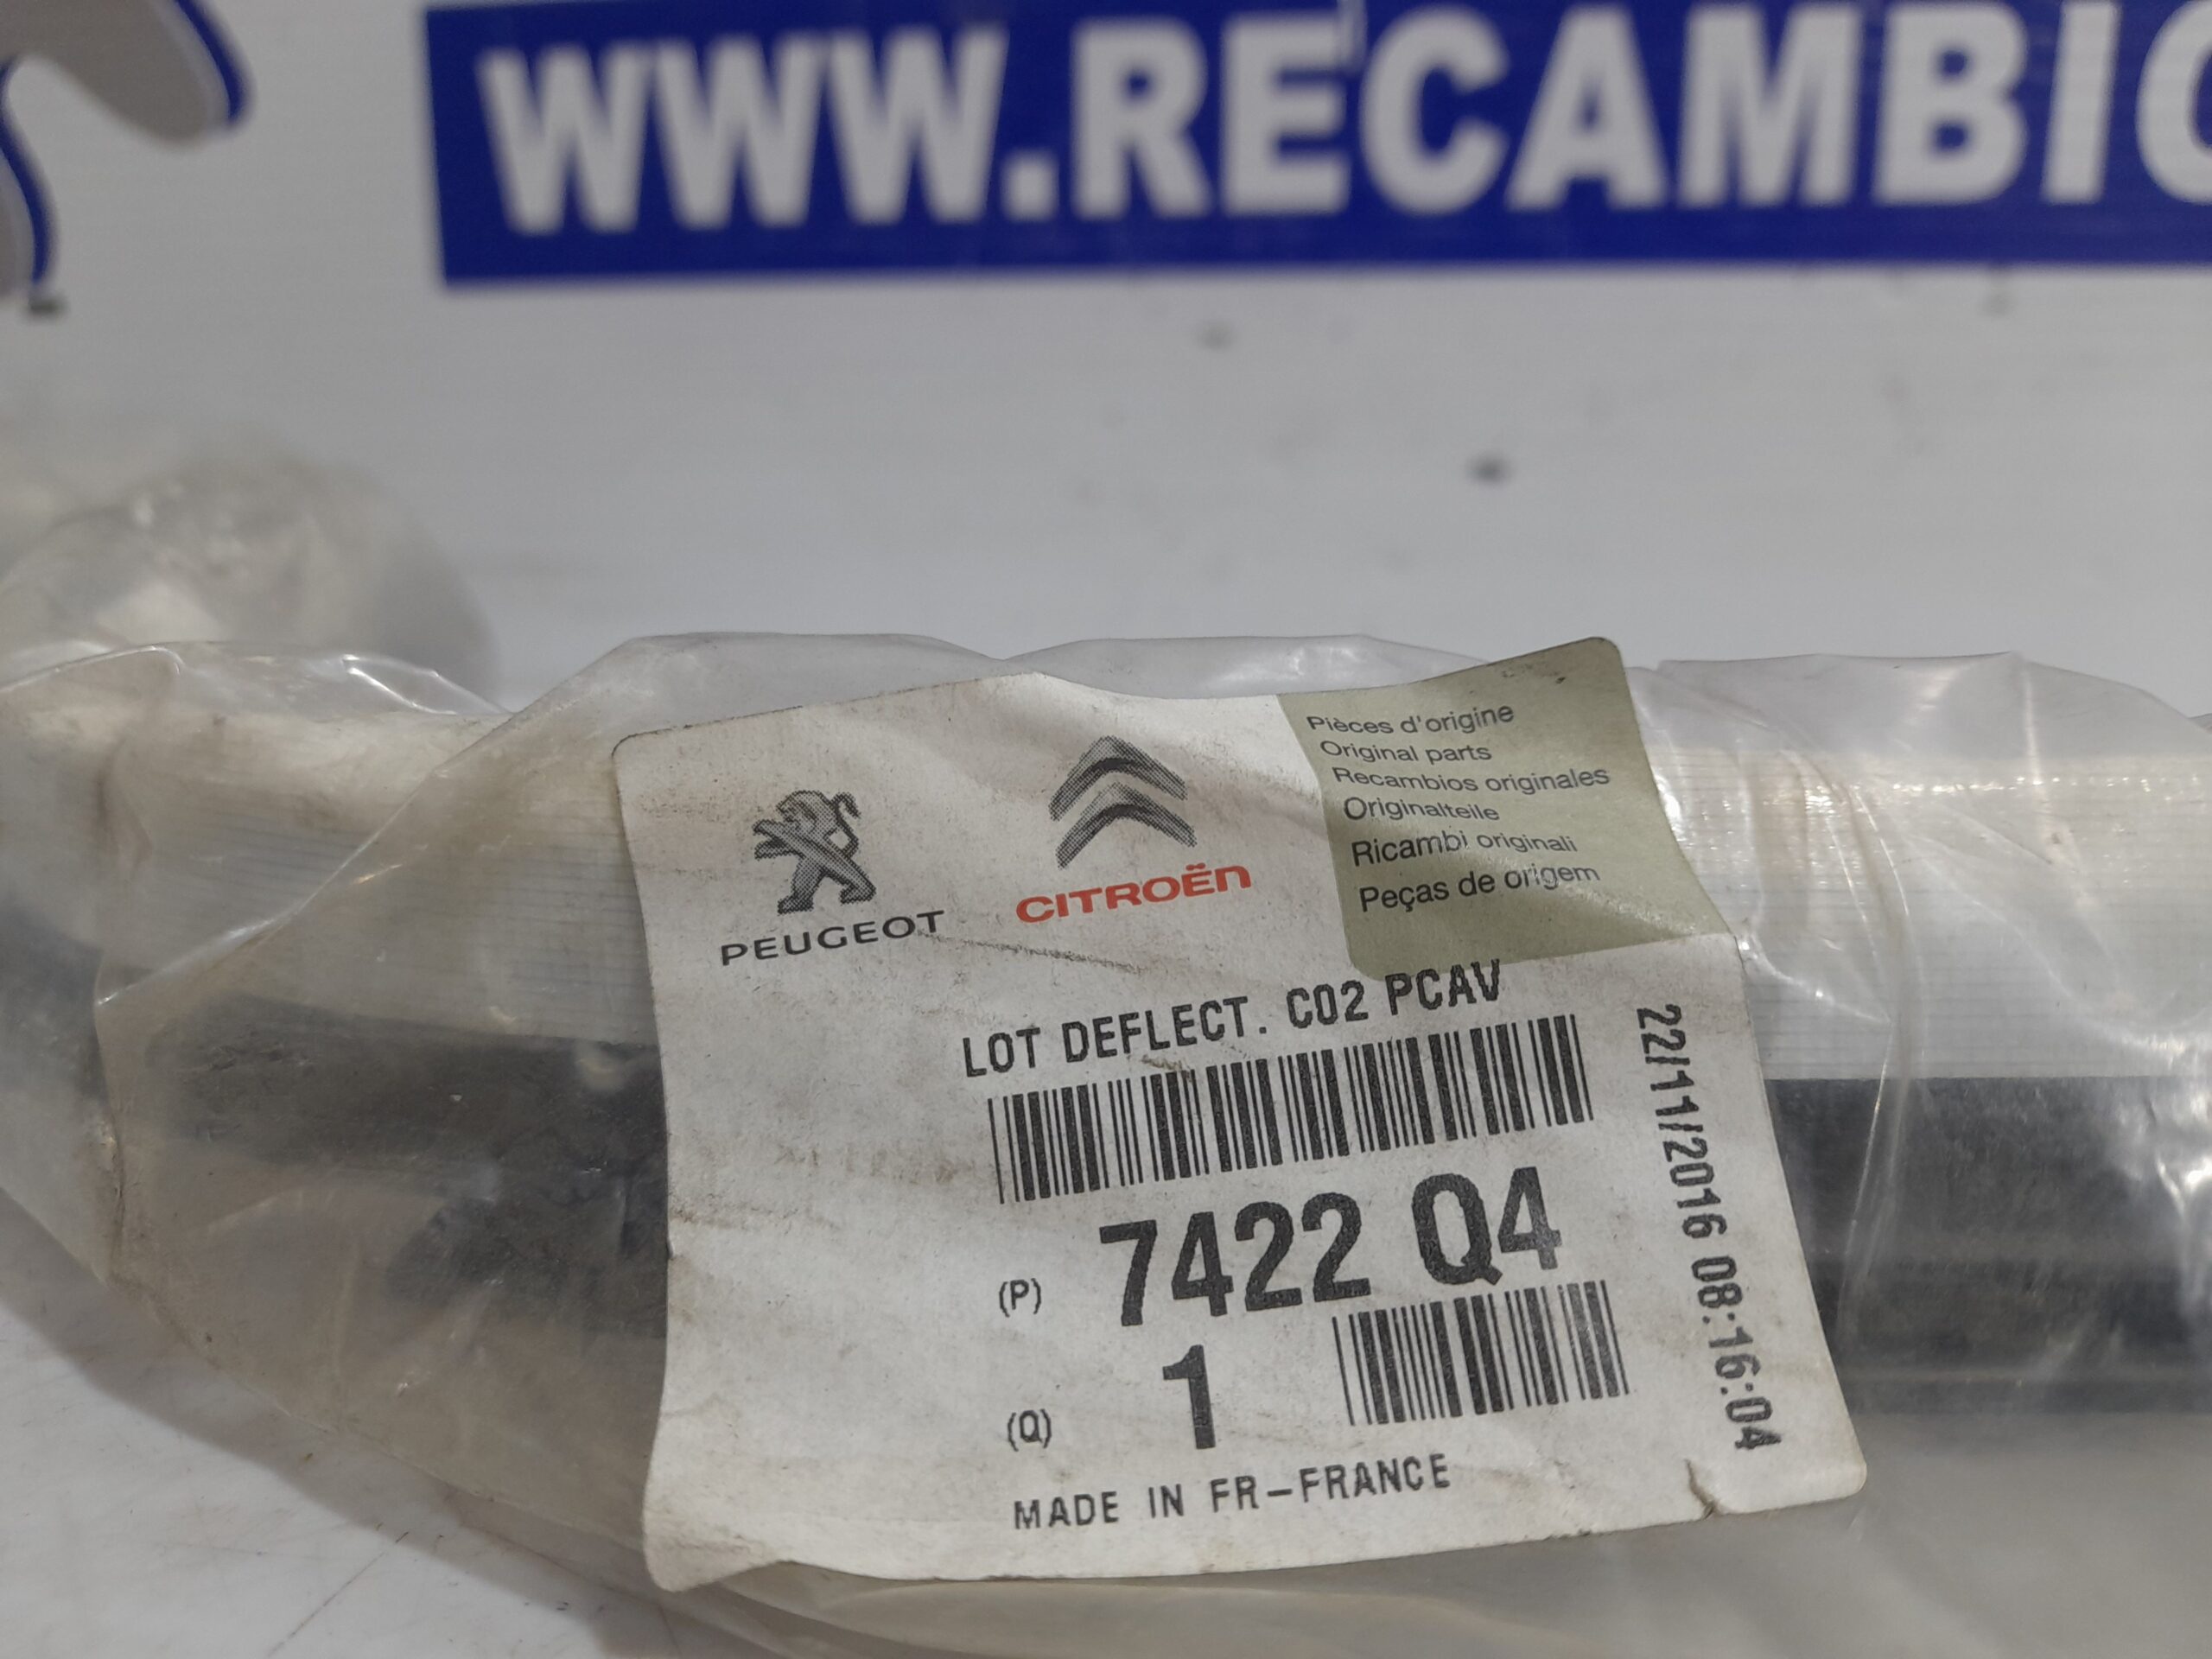 WWW.RECAMBIO
PEUGEOT
CITROËN
Pièces d'origine
Original parts
Recambios originales
Originalteile
Ricambi originali
Peças de origem
LOT DEFLECT. C02 PCAV
(P) 7422 Q4
(Q) 1
MADE IN FR-FRANCE
22/11/2016 08:16:04